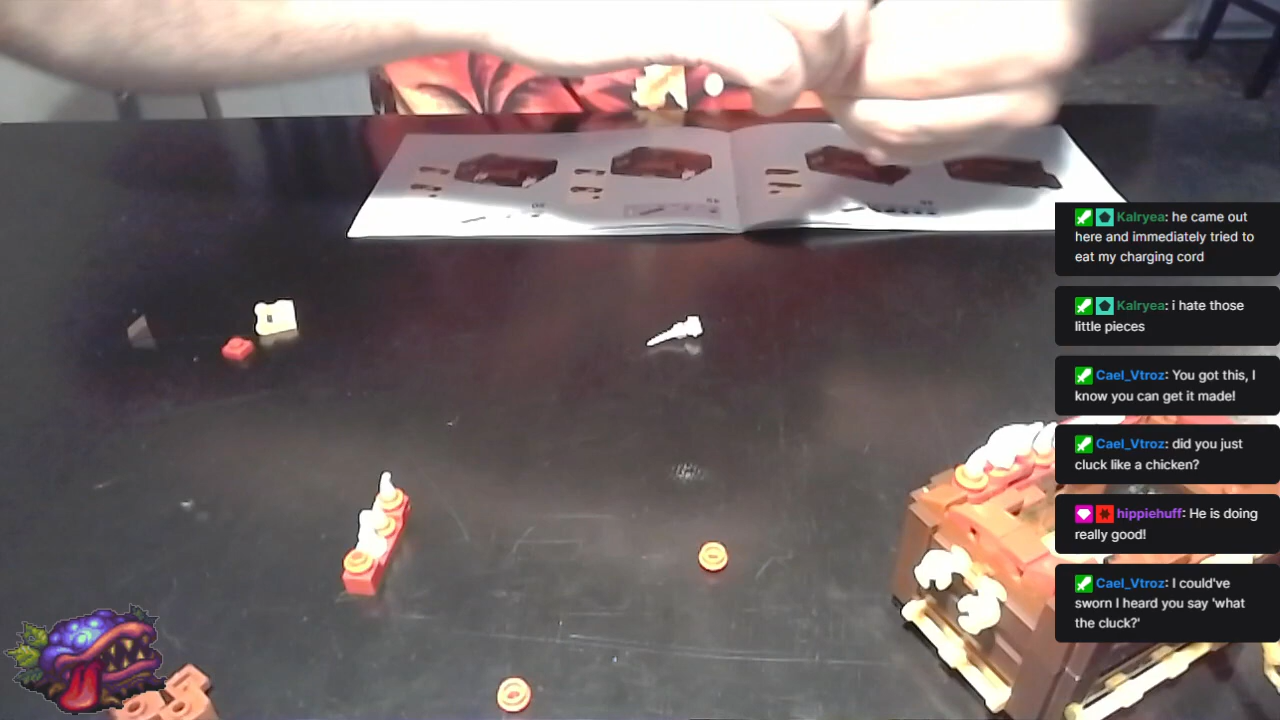 Kalryea: he came out
here and immediately tried to
eat my charging cord
Kalryea: i hate those
little pieces
Cael_Vtroz: You got this, I
know you can get it made!
Cael_Vtroz: did you just
cluck like a chicken?
hippiehuff: He is doing
really good!
Cael_Vtroz: I could've
sworn I heard you say 'what
the cluck?'